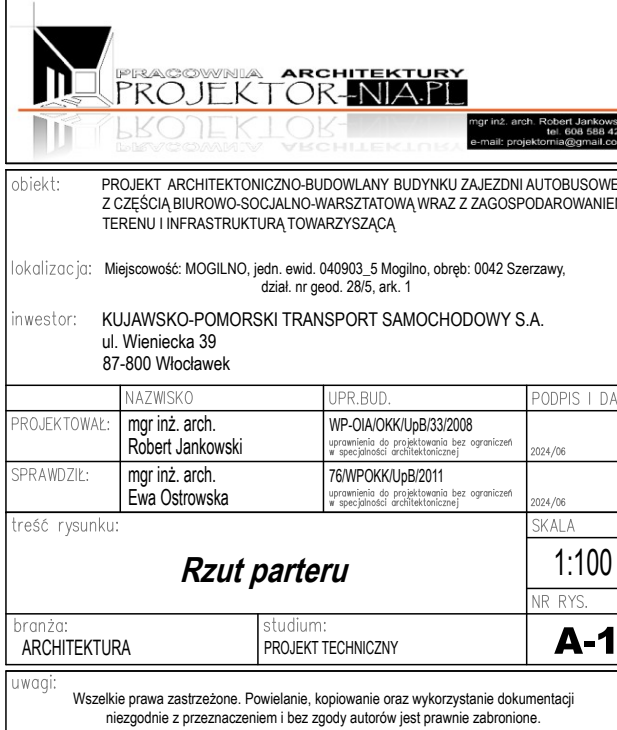 PRACOWNIA ARCHITEKTURY
PROJEKTOR-NIA.PL
mgr inż. arch. Robert Jankows
tel. 608 588 42
e-mail: projektornia@gmail.co
obiekt: PROJEKT ARCHITEKTONICZNO-BUDOWLANY BUDYNKU ZAJEZDNI AUTOBUSOWE
Z CZĘŚCIĄ BIUROWO-SOCJALNO-WARSZTATOWĄ WRAZ Z ZAGOSPODAROWANIEM
TERENU I INFRASTRUKTURĄ TOWARZYSZĄCĄ
lokalizacja: Miejscowość: MOGILNO, jedn. ewid. 040903_5 Mogilno, obręb: 0042 Szerzawy,
dział. nr geod. 28/5, ark. 1
inwestor: KUJAWSKO-POMORSKI TRANSPORT SAMOCHODOWY S.A.
ul. Wieniecka 39
87-800 Włocławek
NAZWISKO UPR.BUD. PODPIS I DA
PROJEKTOWAŁ: mgr inż. arch. WP-OIA/OKK/UpB/33/2008
Robert Jankowski uprawnienia do projektowania bez ograniczeń
w specjalności architektonicznej 2024/06
SPRAWDZIŁ: mgr inż. arch. 76/WPOKK/UpB/2011
Ewa Ostrowska uprawnienia do projektowania bez ograniczeń
w specjalności architektonicznej 2024/06
treść rysunku: SKALA
Rzut parteru 1:100
NR RYS.
branża: studium: A-1
ARCHITEKTURA PROJEKT TECHNICZNY
uwagi:
Wszelkie prawa zastrzeżone. Powielanie, kopiowanie oraz wykorzystanie dokumentacji
niezgodnie z przeznaczeniem i bez zgody autorów jest prawnie zabronione.